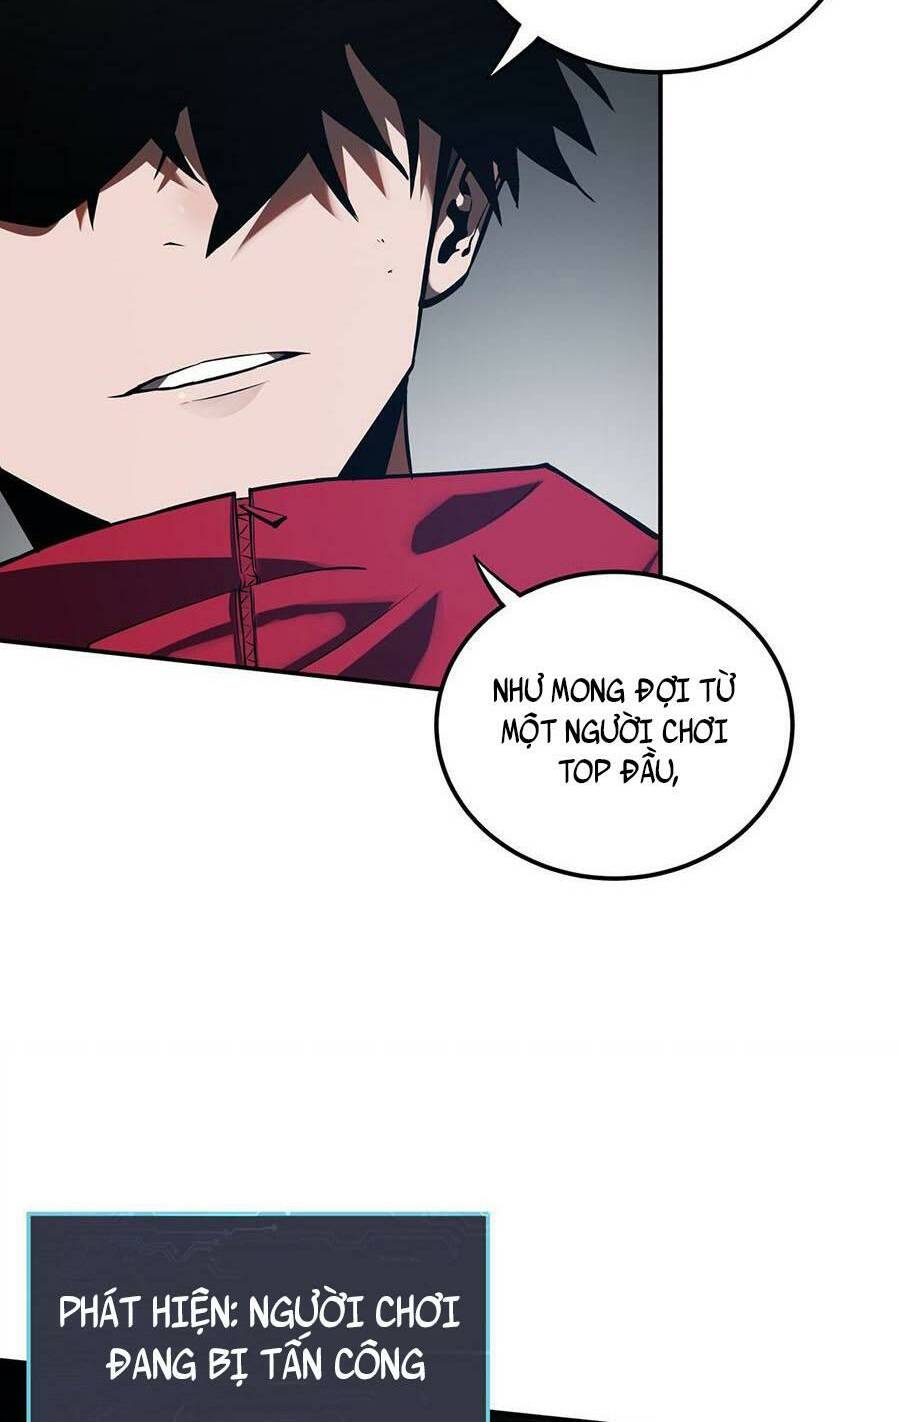 NHƯ MONG ĐỢI TỪ
MỘT NGƯỜI CHƠI
TOP ĐẦU,
PHÁT HIỆN: NGƯỜI CHƠI
ĐANG BỊ TẤN CÔNG